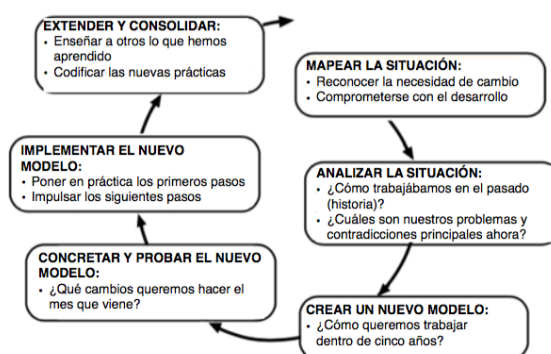 EXTENDER Y CONSOLIDAR:
• Enseñar a otros lo que hemos
aprendido
• Codificar las nuevas prácticas
MAPEAR LA SITUACIÓN:
• Reconocer la necesidad de cambio
• Comprometerse con el desarrollo
ANALIZAR LA SITUACIÓN:
• ¿Cómo trabajábamos en el pasado
(historia)?
• ¿Cuáles son nuestros problemas y
contradicciones principales ahora?
CREAR UN NUEVO MODELO:
• ¿Cómo queremos trabajar
dentro de cinco años?
CONCRETAR Y PROBAR EL NUEVO
MODELO:
• ¿Qué cambios queremos hacer el
mes que viene?
IMPLEMENTAR EL NUEVO
MODELO:
• Poner en práctica los primeros pasos
• Impulsar los siguientes pasos